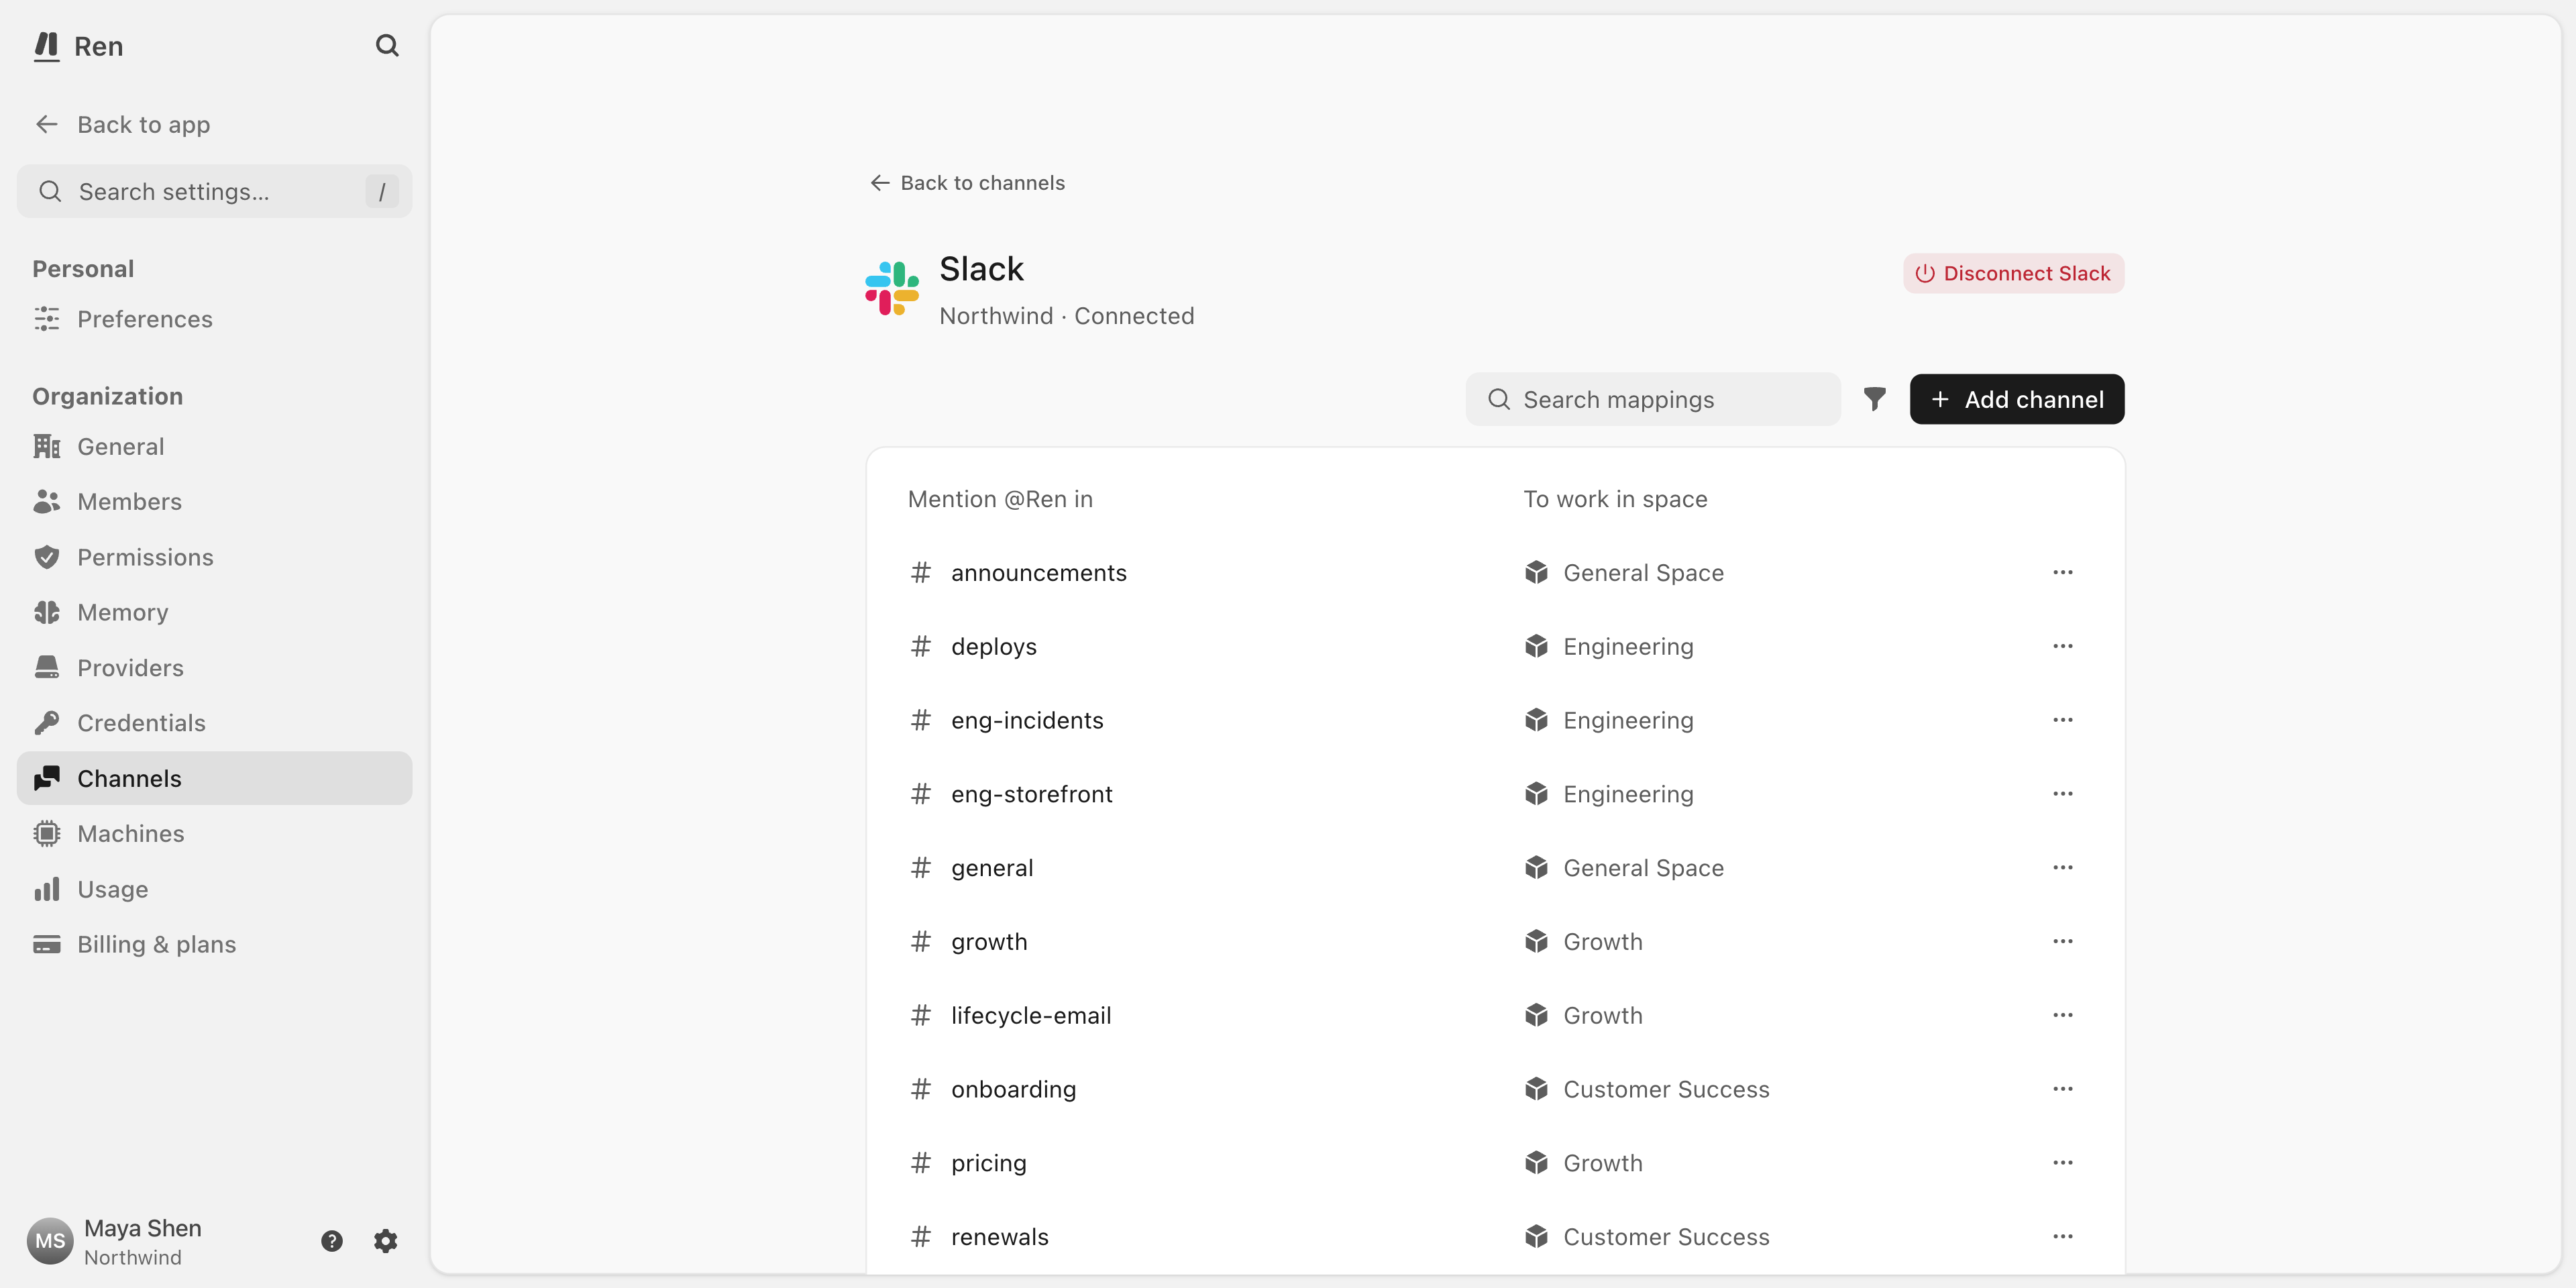 Ren
Back to app
Search settings...
/
Personal
Preferences
Organization
General
Members
Permissions
Memory
Providers
Credentials
Channels
Machines
Usage
Billing & plans
MS
Maya Shen
Northwind
?
Back to channels
Slack
Northwind · Connected
Disconnect Slack
Search mappings
+ Add channel
Mention @Ren in
To work in space
# announcements
General Space
# deploys
Engineering
# eng-incidents
Engineering
# eng-storefront
Engineering
# general
General Space
# growth
Growth
# lifecycle-email
Growth
# onboarding
Customer Success
# pricing
Growth
# renewals
Customer Success